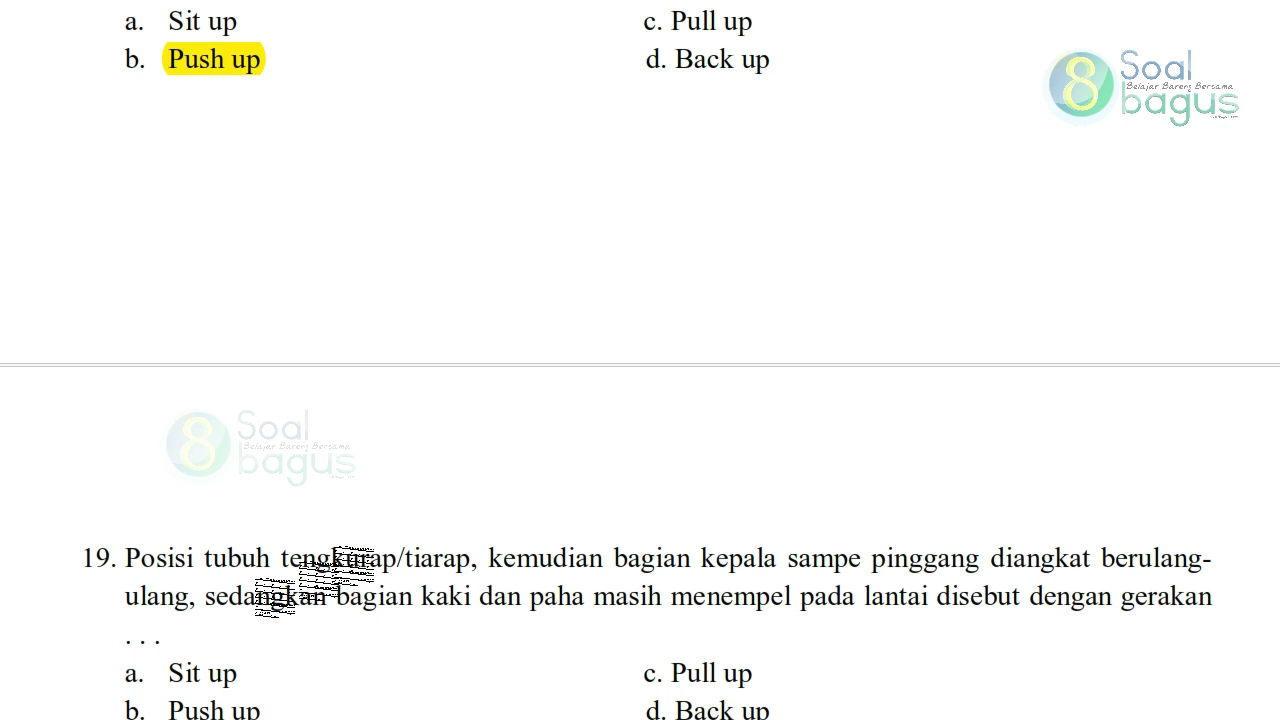 a. Sit up
c. Pull up
b. Push up
d. Back up
8 Soal
Belajar Bareng Bersama
bagus
8 Soal
Belajar Bareng Bersama
bagus
19. Posisi tubuh tengkurap/tiarap, kemudian bagian kepala sampe pinggang diangkat berulang-
ulang, sedangkan bagian kaki dan paha masih menempel pada lantai disebut dengan gerakan
. . .
a. Sit up
c. Pull up
b. Push up
d. Back up